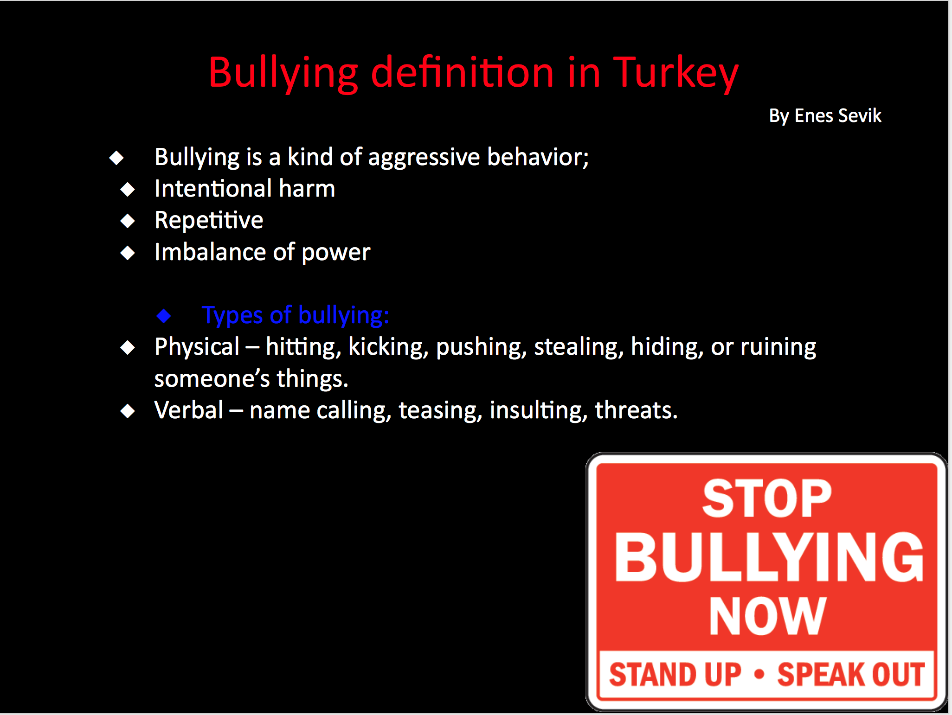 Bullying definition in Turkey
By Enes Sevik
◆ Bullying is a kind of aggressive behavior;
◆ Intentional harm
◆ Repetitive
◆ Imbalance of power
◆ Types of bullying:
◆ Physical – hitting, kicking, pushing, stealing, hiding, or ruining
someone’s things.
◆ Verbal – name calling, teasing, insulting, threats.
STOP
BULLYING
NOW
STAND UP • SPEAK OUT